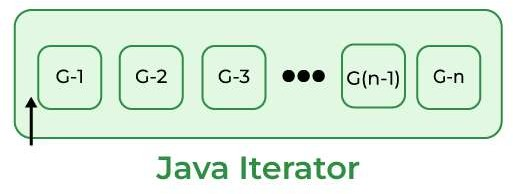 G-1 G-2 G-3 ●●● G(n-1) G-n
Java Iterator